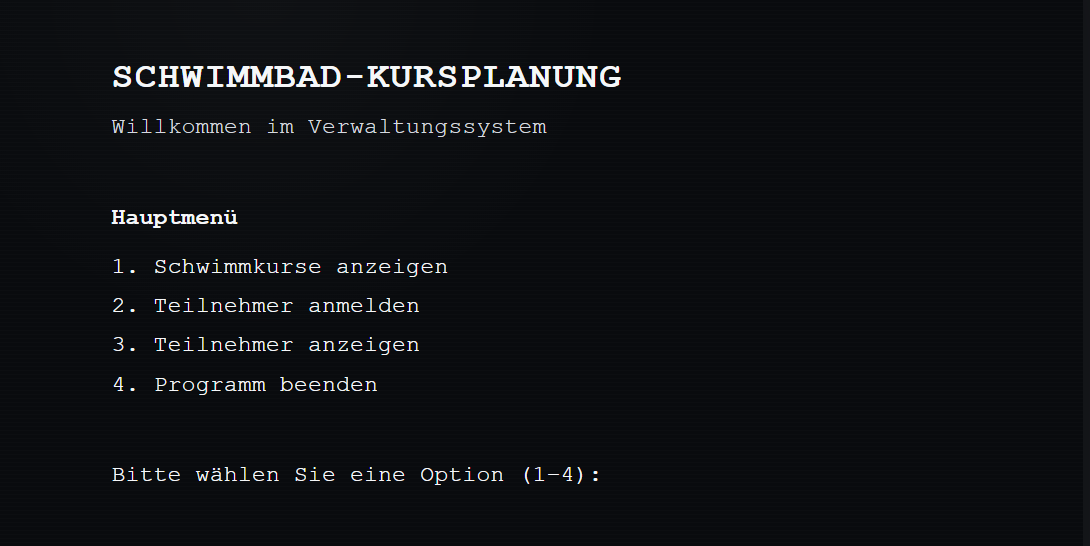 SCHWIMMBAD-KURSPLANUNG
Willkommen im Verwaltungssystem
Hauptmenü
1. Schwimmkurse anzeigen
2. Teilnehmer anmelden
3. Teilnehmer anzeigen
4. Programm beenden
Bitte wählen Sie eine Option (1–4):